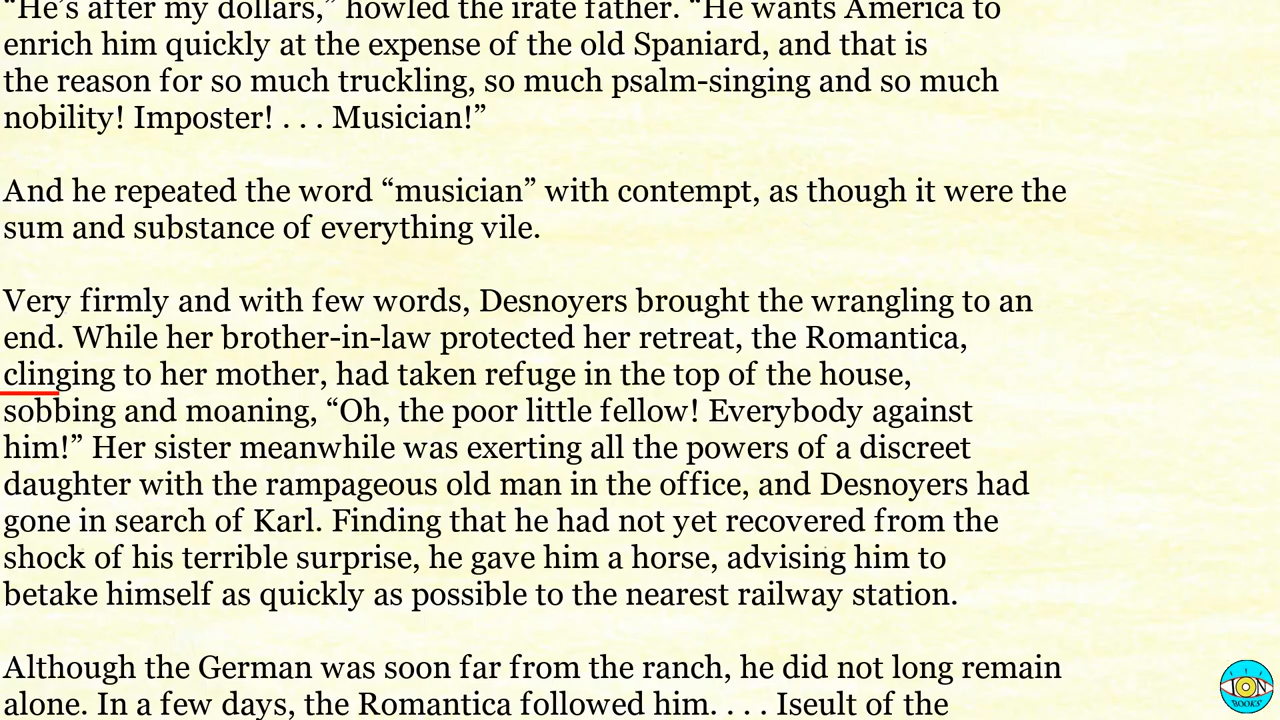 “He’s after my dollars,” howled the irate father. “He wants America to
enrich him quickly at the expense of the old Spaniard, and that is
the reason for so much truckling, so much psalm-singing and so much
nobility! Imposter! . . . Musician!”
And he repeated the word “musician” with contempt, as though it were the
sum and substance of everything vile.
Very firmly and with few words, Desnoyers brought the wrangling to an
end. While her brother-in-law protected her retreat, the Romantica,
clinging to her mother, had taken refuge in the top of the house,
sobbing and moaning, “Oh, the poor little fellow! Everybody against
him!” Her sister meanwhile was exerting all the powers of a discreet
daughter with the rampageous old man in the office, and Desnoyers had
gone in search of Karl. Finding that he had not yet recovered from the
shock of his terrible surprise, he gave him a horse, advising him to
betake himself as quickly as possible to the nearest railway station.
Although the German was soon far from the ranch, he did not long remain
alone. In a few days, the Romantica followed him. . . . Iseult of the
ION
BOOKS